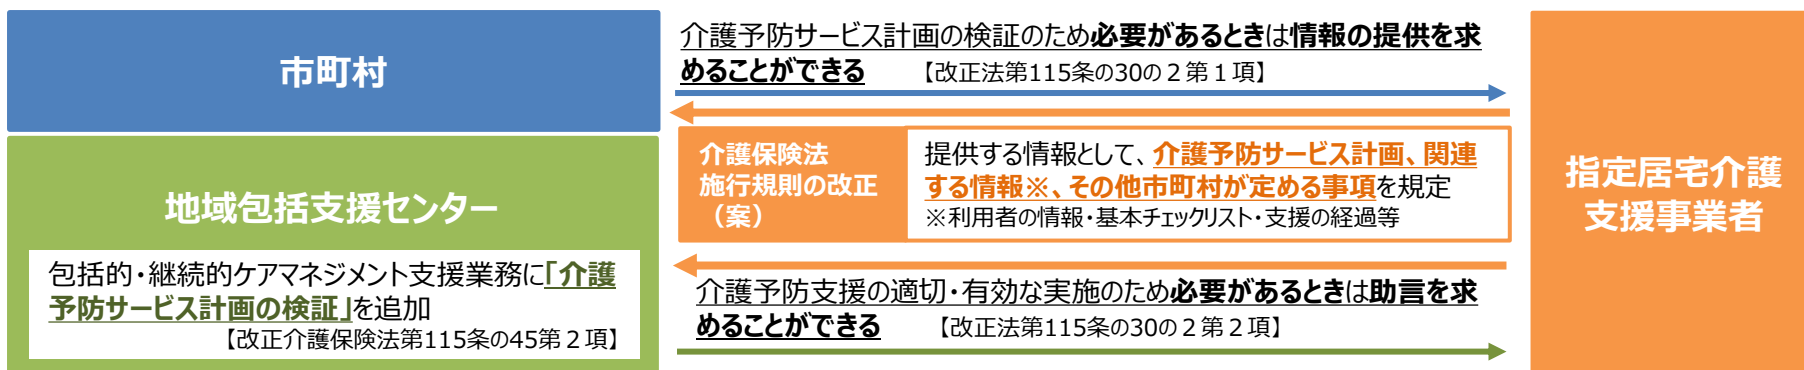 市町村
地域包括支援センター
包括的・継続的ケアマネジメント支援業務に「介護
予防サービス計画の検証」を追加
【改正介護保険法第115条の45第２項】
介護予防サービス計画の検証のため必要があるときは情報の提供を求
めることができる　【改正法第115条の30の２第１項】
介護保険法
施行規則の改正
（案）
提供する情報として、介護予防サービス計画、関連
する情報※、その他市町村が定める事項を規定
※利用者の情報・基本チェックリスト・支援の経過等
介護予防支援の適切・有効な実施のため必要があるときは助言を求
めることができる　【改正法第115条の30の２第２項】
指定居宅介護
支援事業者